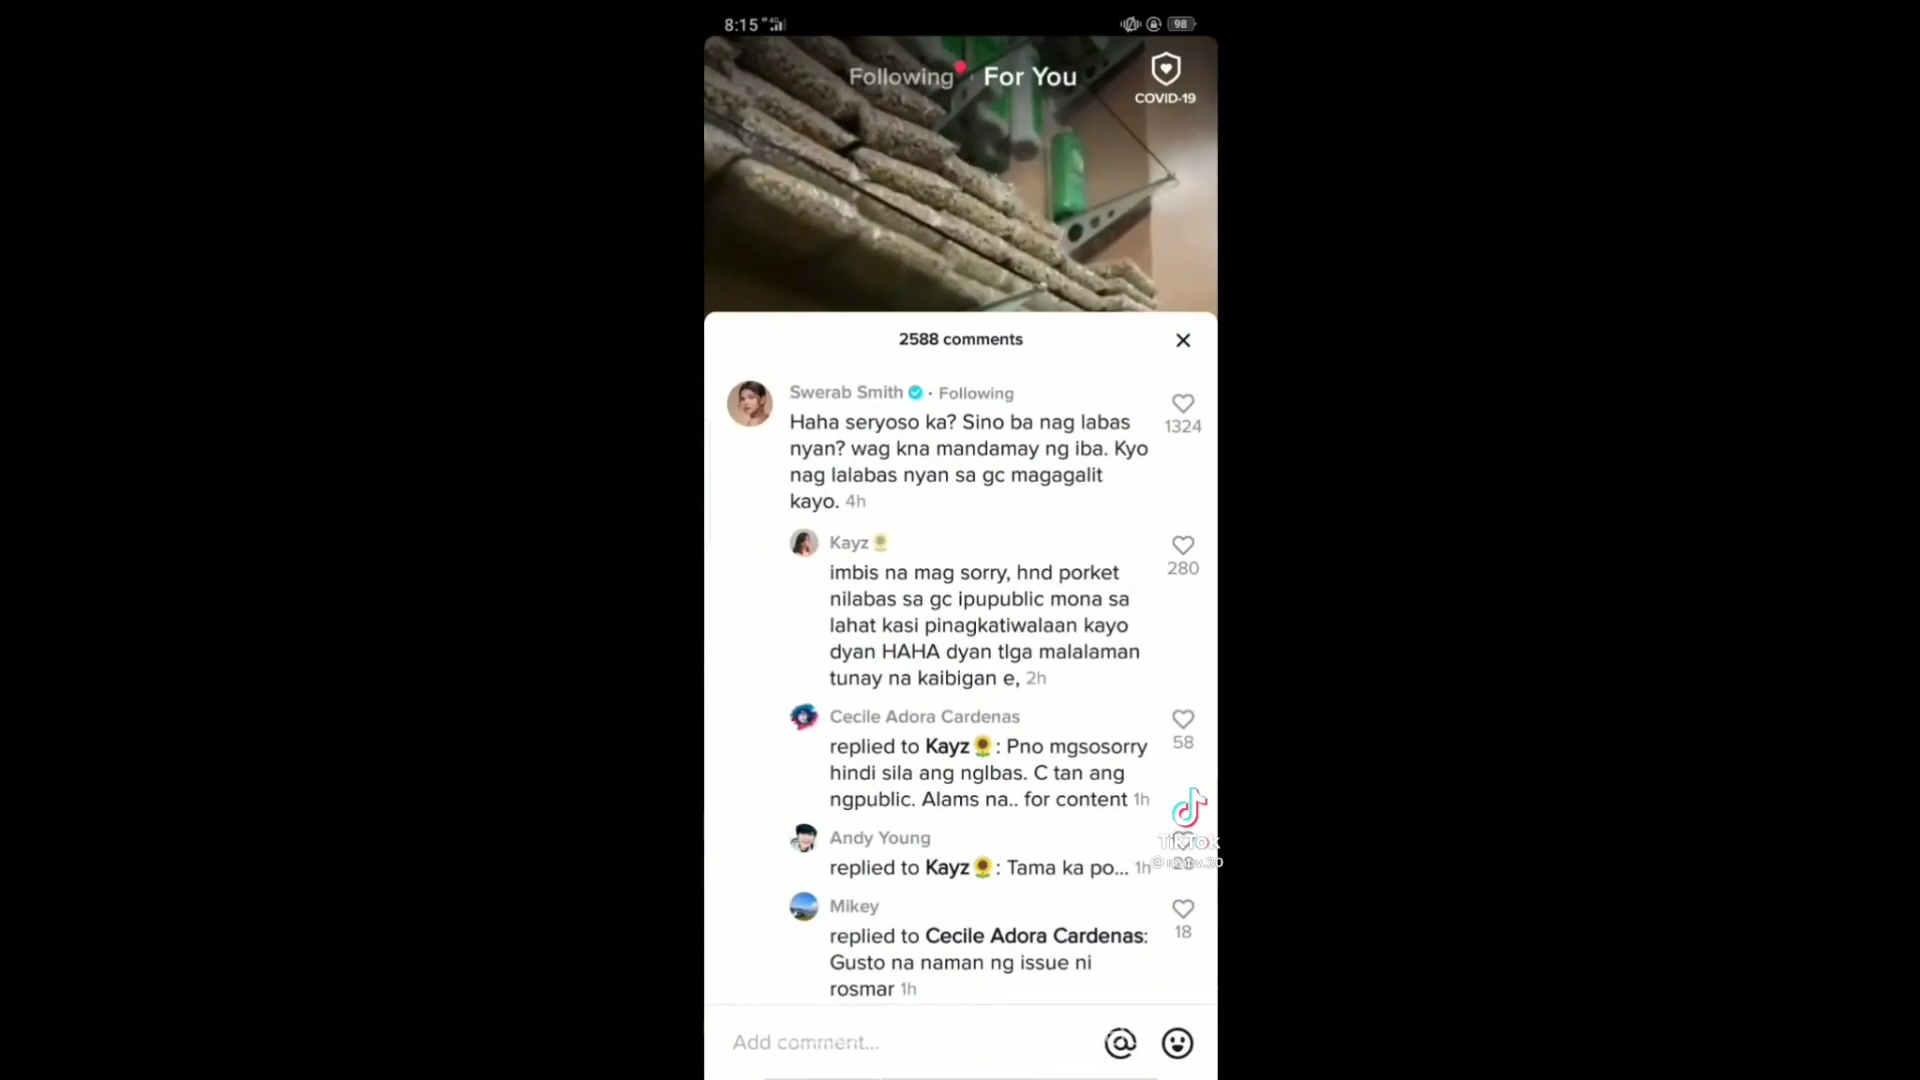 8:15
4G
98
Following
For You
COVID-19
2588 comments
Swerab Smith · Following
Haha seryoso ka? Sino ba nag labas
nyan? wag kna mandamay ng iba. Kyo
nag lalabas nyan sa gc magagalit
kayo. 4h
1324
Kayz🌻
imbis na mag sorry, hnd porket
nilabas sa gc ipupublic mona sa
lahat kasi pinagkatiwalaan kayo
dyan HAHA dyan tlga malalaman
tunay na kaibigan e, 2h
280
Cecile Adora Cardenas
replied to Kayz🌻: Pno mgsosorry
hindi sila ang nglbas. C tan ang
ngpublic. Alams na.. for content 1h
58
Andy Young
replied to Kayz🌻: Tama ka po... 1h
TikTok
Mikey
replied to Cecile Adora Cardenas:
Gusto na naman ng issue ni
rosmar 1h
18
Add comment...